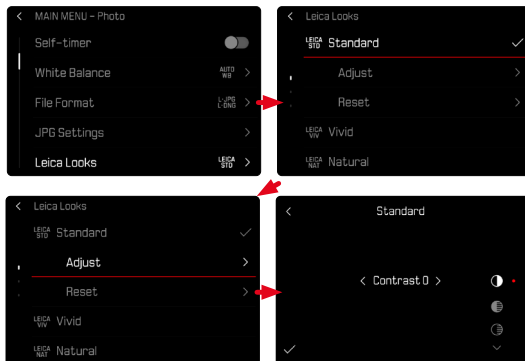 MAIN MENU - Photo
Self-timer
White Balance AUTO WB
File Format L-JPG L-DNG
JPG Settings
Leica Looks LEICA STD
Leica Looks
LEICA STD Standard
Adjust
Reset
LEICA VIV Vivid
LEICA NAT Natural
Leica Looks
LEICA STD Standard
Adjust
Reset
LEICA VIV Vivid
LEICA NAT Natural
Standard
Contrast 0